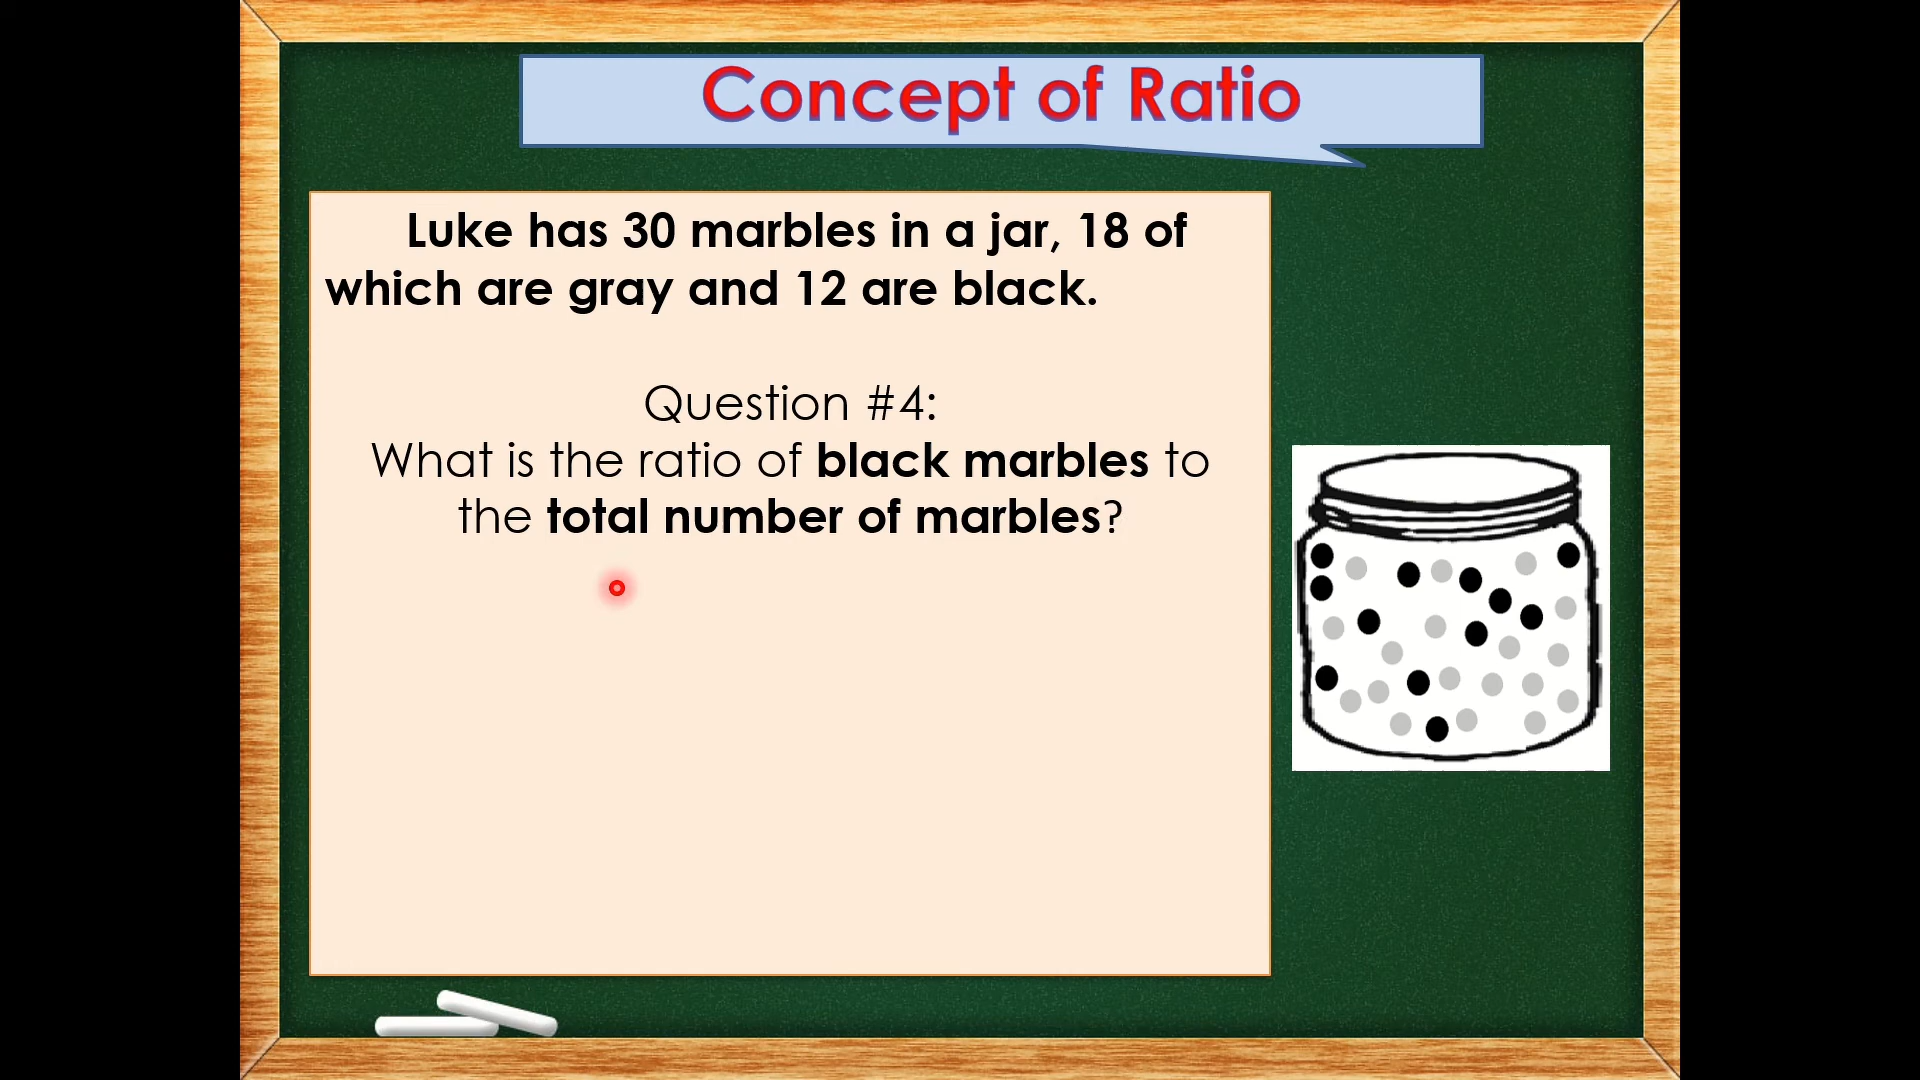 Concept of Ratio
Luke has 30 marbles in a jar, 18 of
which are gray and 12 are black.
Question #4:
What is the ratio of black marbles to
the total number of marbles?